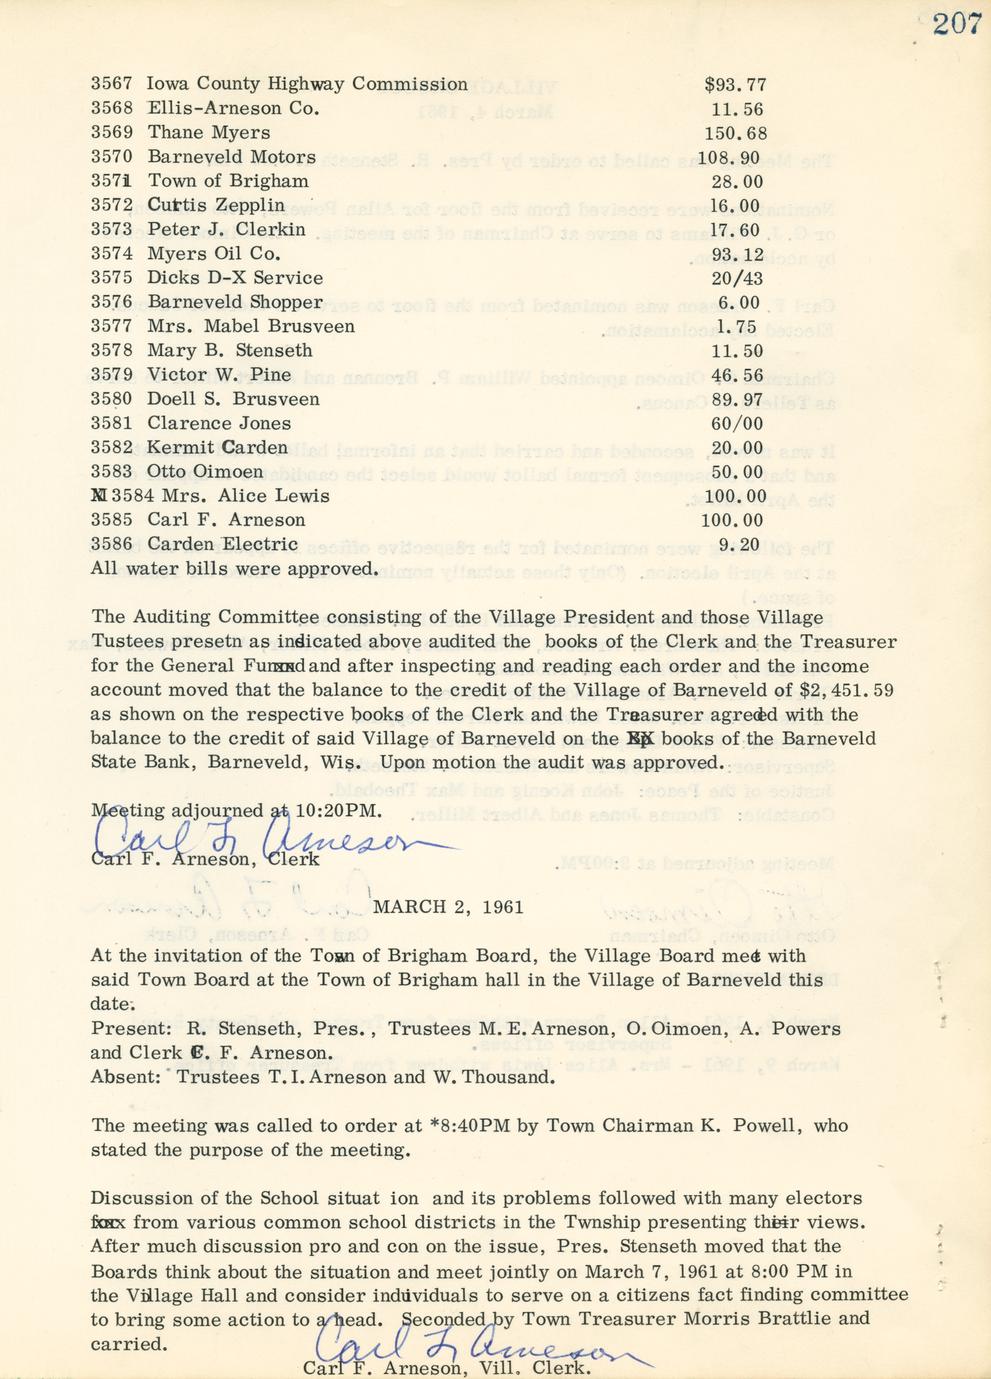 207
3567 Iowa County Highway Commission $93.77
3568 Ellis-Arneson Co. 11.56
3569 Thane Myers 150.68
3570 Barneveld Motors 108.90
3571 Town of Brigham 28.00
3572 Curtis Zepplin 16.00
3573 Peter J. Clerkin 17.60
3574 Myers Oil Co. 93.12
3575 Dicks D-X Service 20/43
3576 Barneveld Shopper 6.00
3577 Mrs. Mabel Brusveen 1.75
3578 Mary B. Stenseth 11.50
3579 Victor W. Pine 46.56
3580 Doell S. Brusveen 89.97
3581 Clarence Jones 60/00
3582 Kermit Carden 20.00
3583 Otto Oimoen 50.00
3584 Mrs. Alice Lewis 100.00
3585 Carl F. Arneson 100.00
3586 Carden Electric 9.20
All water bills were approved.
The Auditing Committee consisting of the Village President and those Village
Tustees presetn as indicated above audited the books of the Clerk and the Treasurer
for the General Fund and after inspecting and reading each order and the income
account moved that the balance to the credit of the Village of Barneveld of $2,451.59
as shown on the respective books of the Clerk and the Treasurer agreed with the
balance to the credit of said Village of Barneveld on the books of the Barneveld
State Bank, Barneveld, Wis. Upon motion the audit was approved.
Meeting adjourned at 10:20PM.
Carl F. Arneson
Carl F. Arneson, Clerk
MARCH 2, 1961
At the invitation of the Town of Brigham Board, the Village Board met with
said Town Board at the Town of Brigham hall in the Village of Barneveld this
date.
Present: R. Stenseth, Pres., Trustees M.E. Arneson, O. Oimoen, A. Powers
and Clerk C. F. Arneson.
Absent: Trustees T.I. Arneson and W. Thousand.
The meeting was called to order at *8:40PM by Town Chairman K. Powell, who
stated the purpose of the meeting.
Discussion of the School situat ion and its problems followed with many electors
from various common school districts in the Twnship presenting their views.
After much discussion pro and con on the issue, Pres. Stenseth moved that the
Boards think about the situation and meet jointly on March 7, 1961 at 8:00 PM in
the Village Hall and consider individuals to serve on a citizens fact finding committee
to bring some action to a head. Seconded by Town Treasurer Morris Brattlie and
carried.
Carl F. Arneson
Carl F. Arneson, Vill. Clerk.